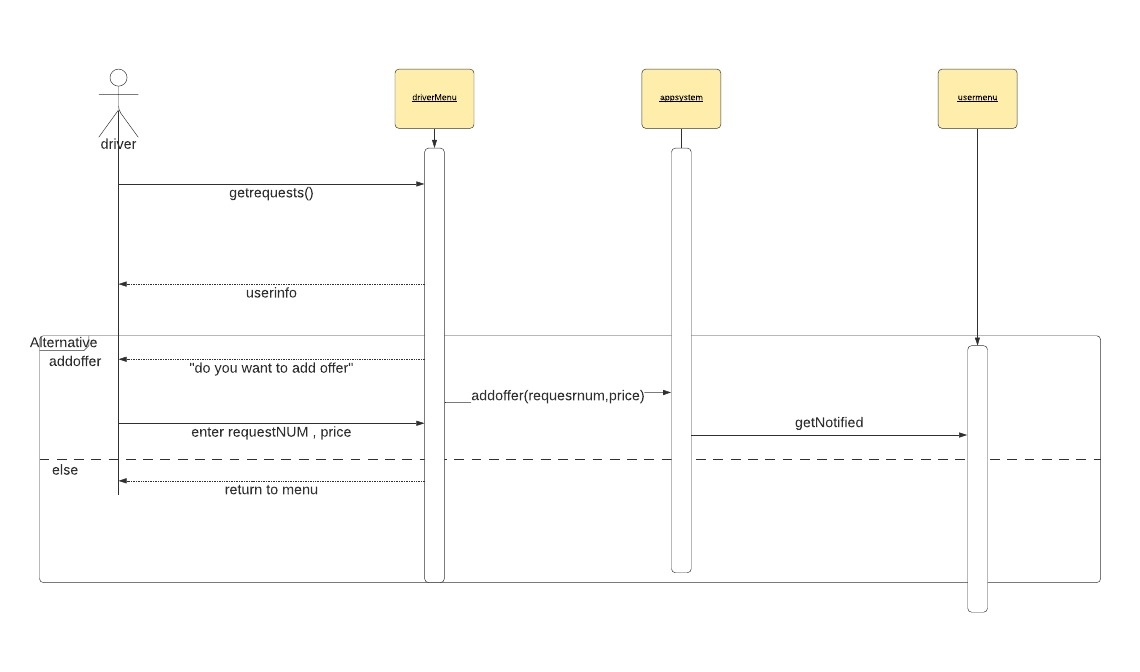 driverMenu
appsystem
usermenu
driver
getrequests()
userinfo
Alternative
addoffer
"do you want to add offer"
addoffer(requesrnum,price)
getNotified
enter requestNUM , price
else
return to menu